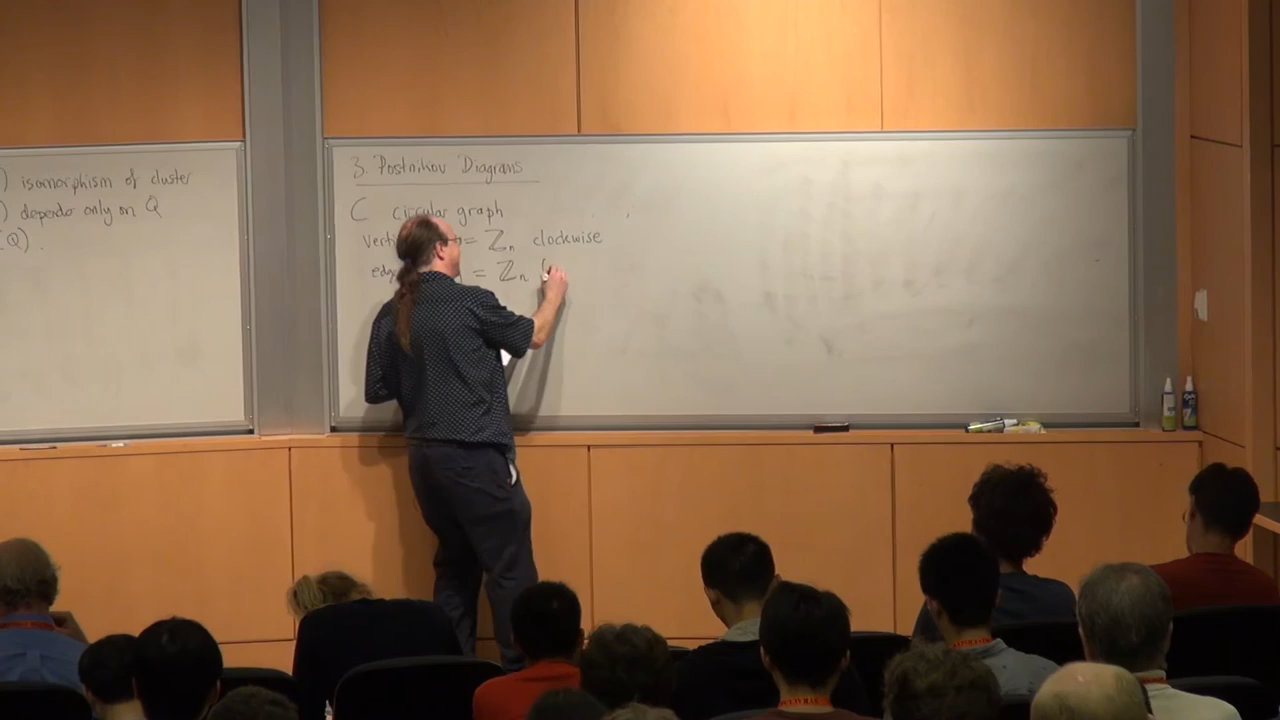 ) isomorphism of cluster
) depends only on Q
Q).
3. Postnikov Diagrams
C circular graph
= ℤn clockwise
= ℤn (